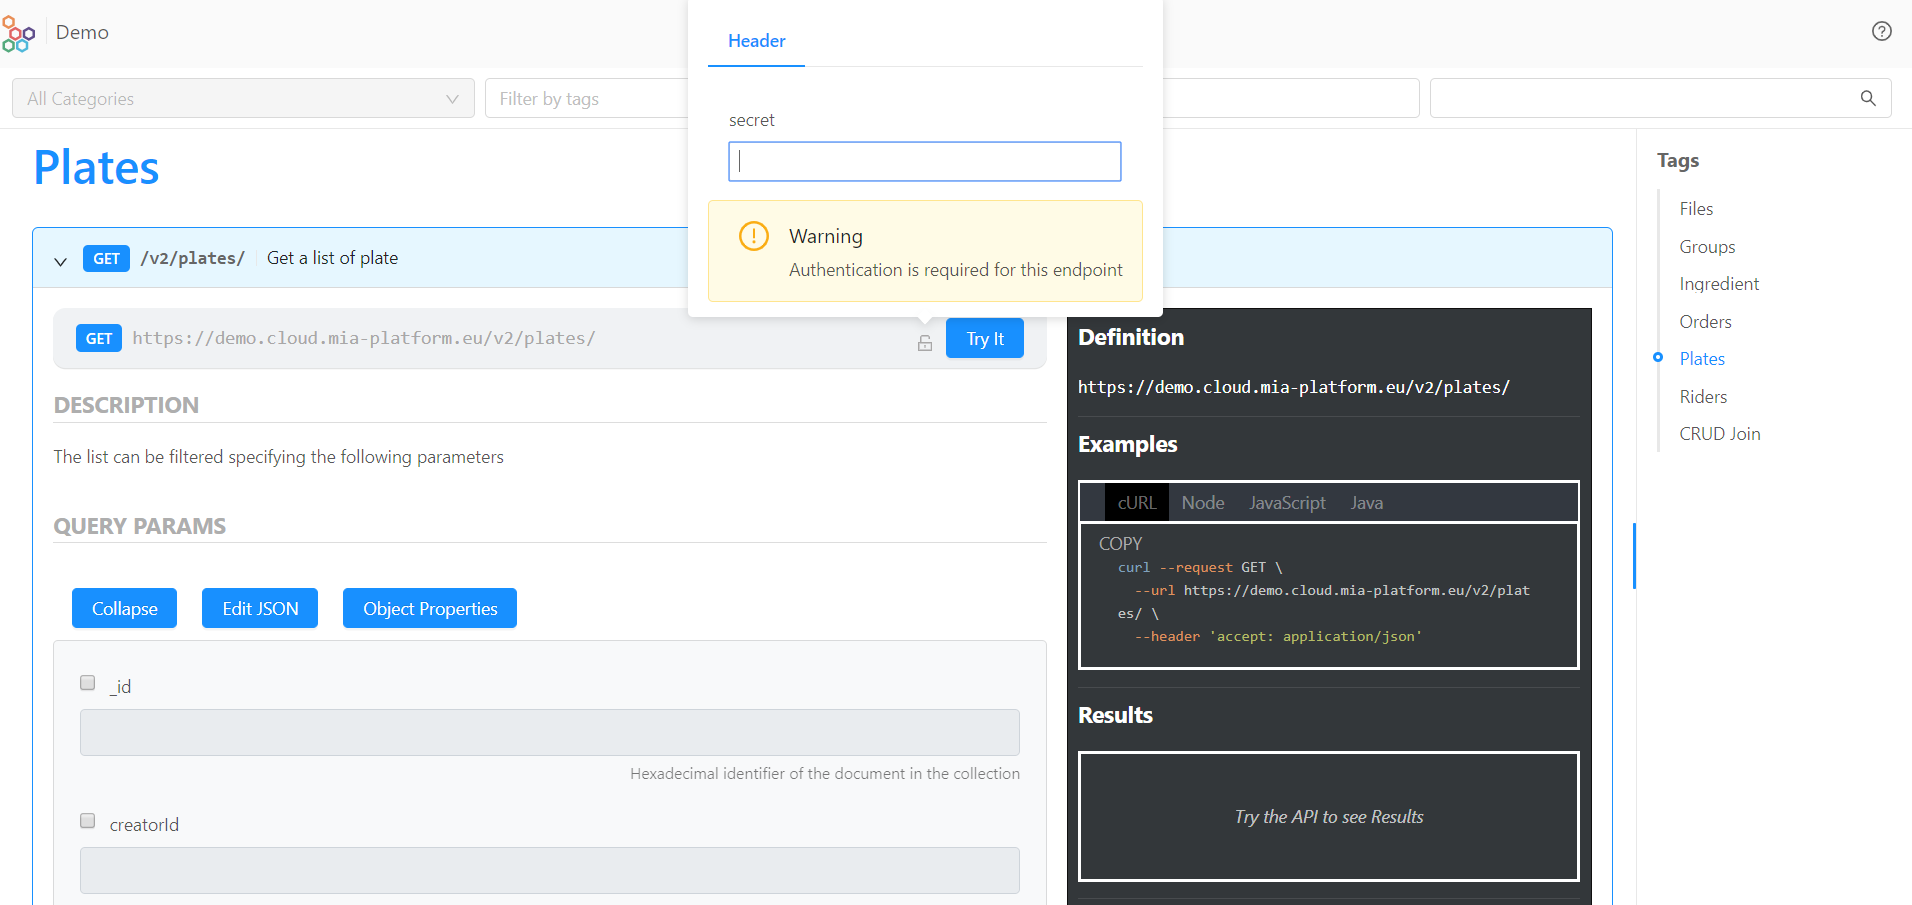 Demo
Header
All Categories
Filter by tags
secret
Plates
Warning
Authentication is required for this endpoint
GET /v2/plates/ Get a list of plate
GET https://demo.cloud.mia-platform.eu/v2/plates/
Try It
DESCRIPTION
The list can be filtered specifying the following parameters
QUERY PARAMS
Collapse
Edit JSON
Object Properties
_id
Hexadecimal identifier of the document in the collection
creatorId
Definition
https://demo.cloud.mia-platform.eu/v2/plates/
Examples
cURL Node JavaScript Java
COPY
curl --request GET \
--url https://demo.cloud.mia-platform.eu/v2/plat
es/ \
--header 'accept: application/json'
Results
Try the API to see Results
Tags
Files
Groups
Ingredient
Orders
Plates
Riders
CRUD Join